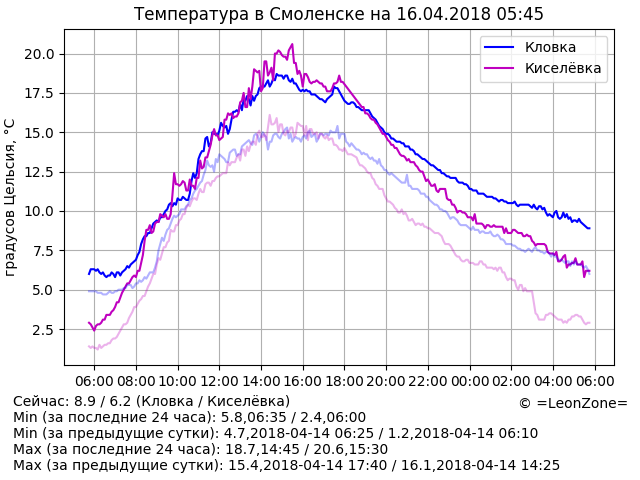 Температура в Смоленске на 16.04.2018 05:45
Кловка
Киселёвка
градусов Цельсия, °C
20.0
17.5
15.0
12.5
10.0
7.5
5.0
2.5
06:00 08:00 10:00 12:00 14:00 16:00 18:00 20:00 22:00 00:00 02:00 04:00 06:00
Сейчас: 8.9 / 6.2 (Кловка / Киселёвка)
© =LeonZone=
Min (за последние 24 часа): 5.8,06:35 / 2.4,06:00
Min (за предыдущие сутки): 4.7,2018-04-14 06:25 / 1.2,2018-04-14 06:10
Max (за последние 24 часа): 18.7,14:45 / 20.6,15:30
Max (за предыдущие сутки): 15.4,2018-04-14 17:40 / 16.1,2018-04-14 14:25